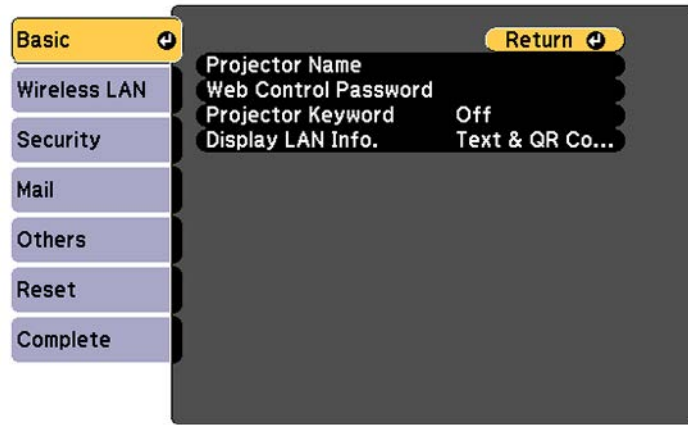 Basic
Wireless LAN
Security
Mail
Others
Reset
Complete
Return
Projector Name
Web Control Password
Projector Keyword Off
Display LAN Info. Text & QR Co...